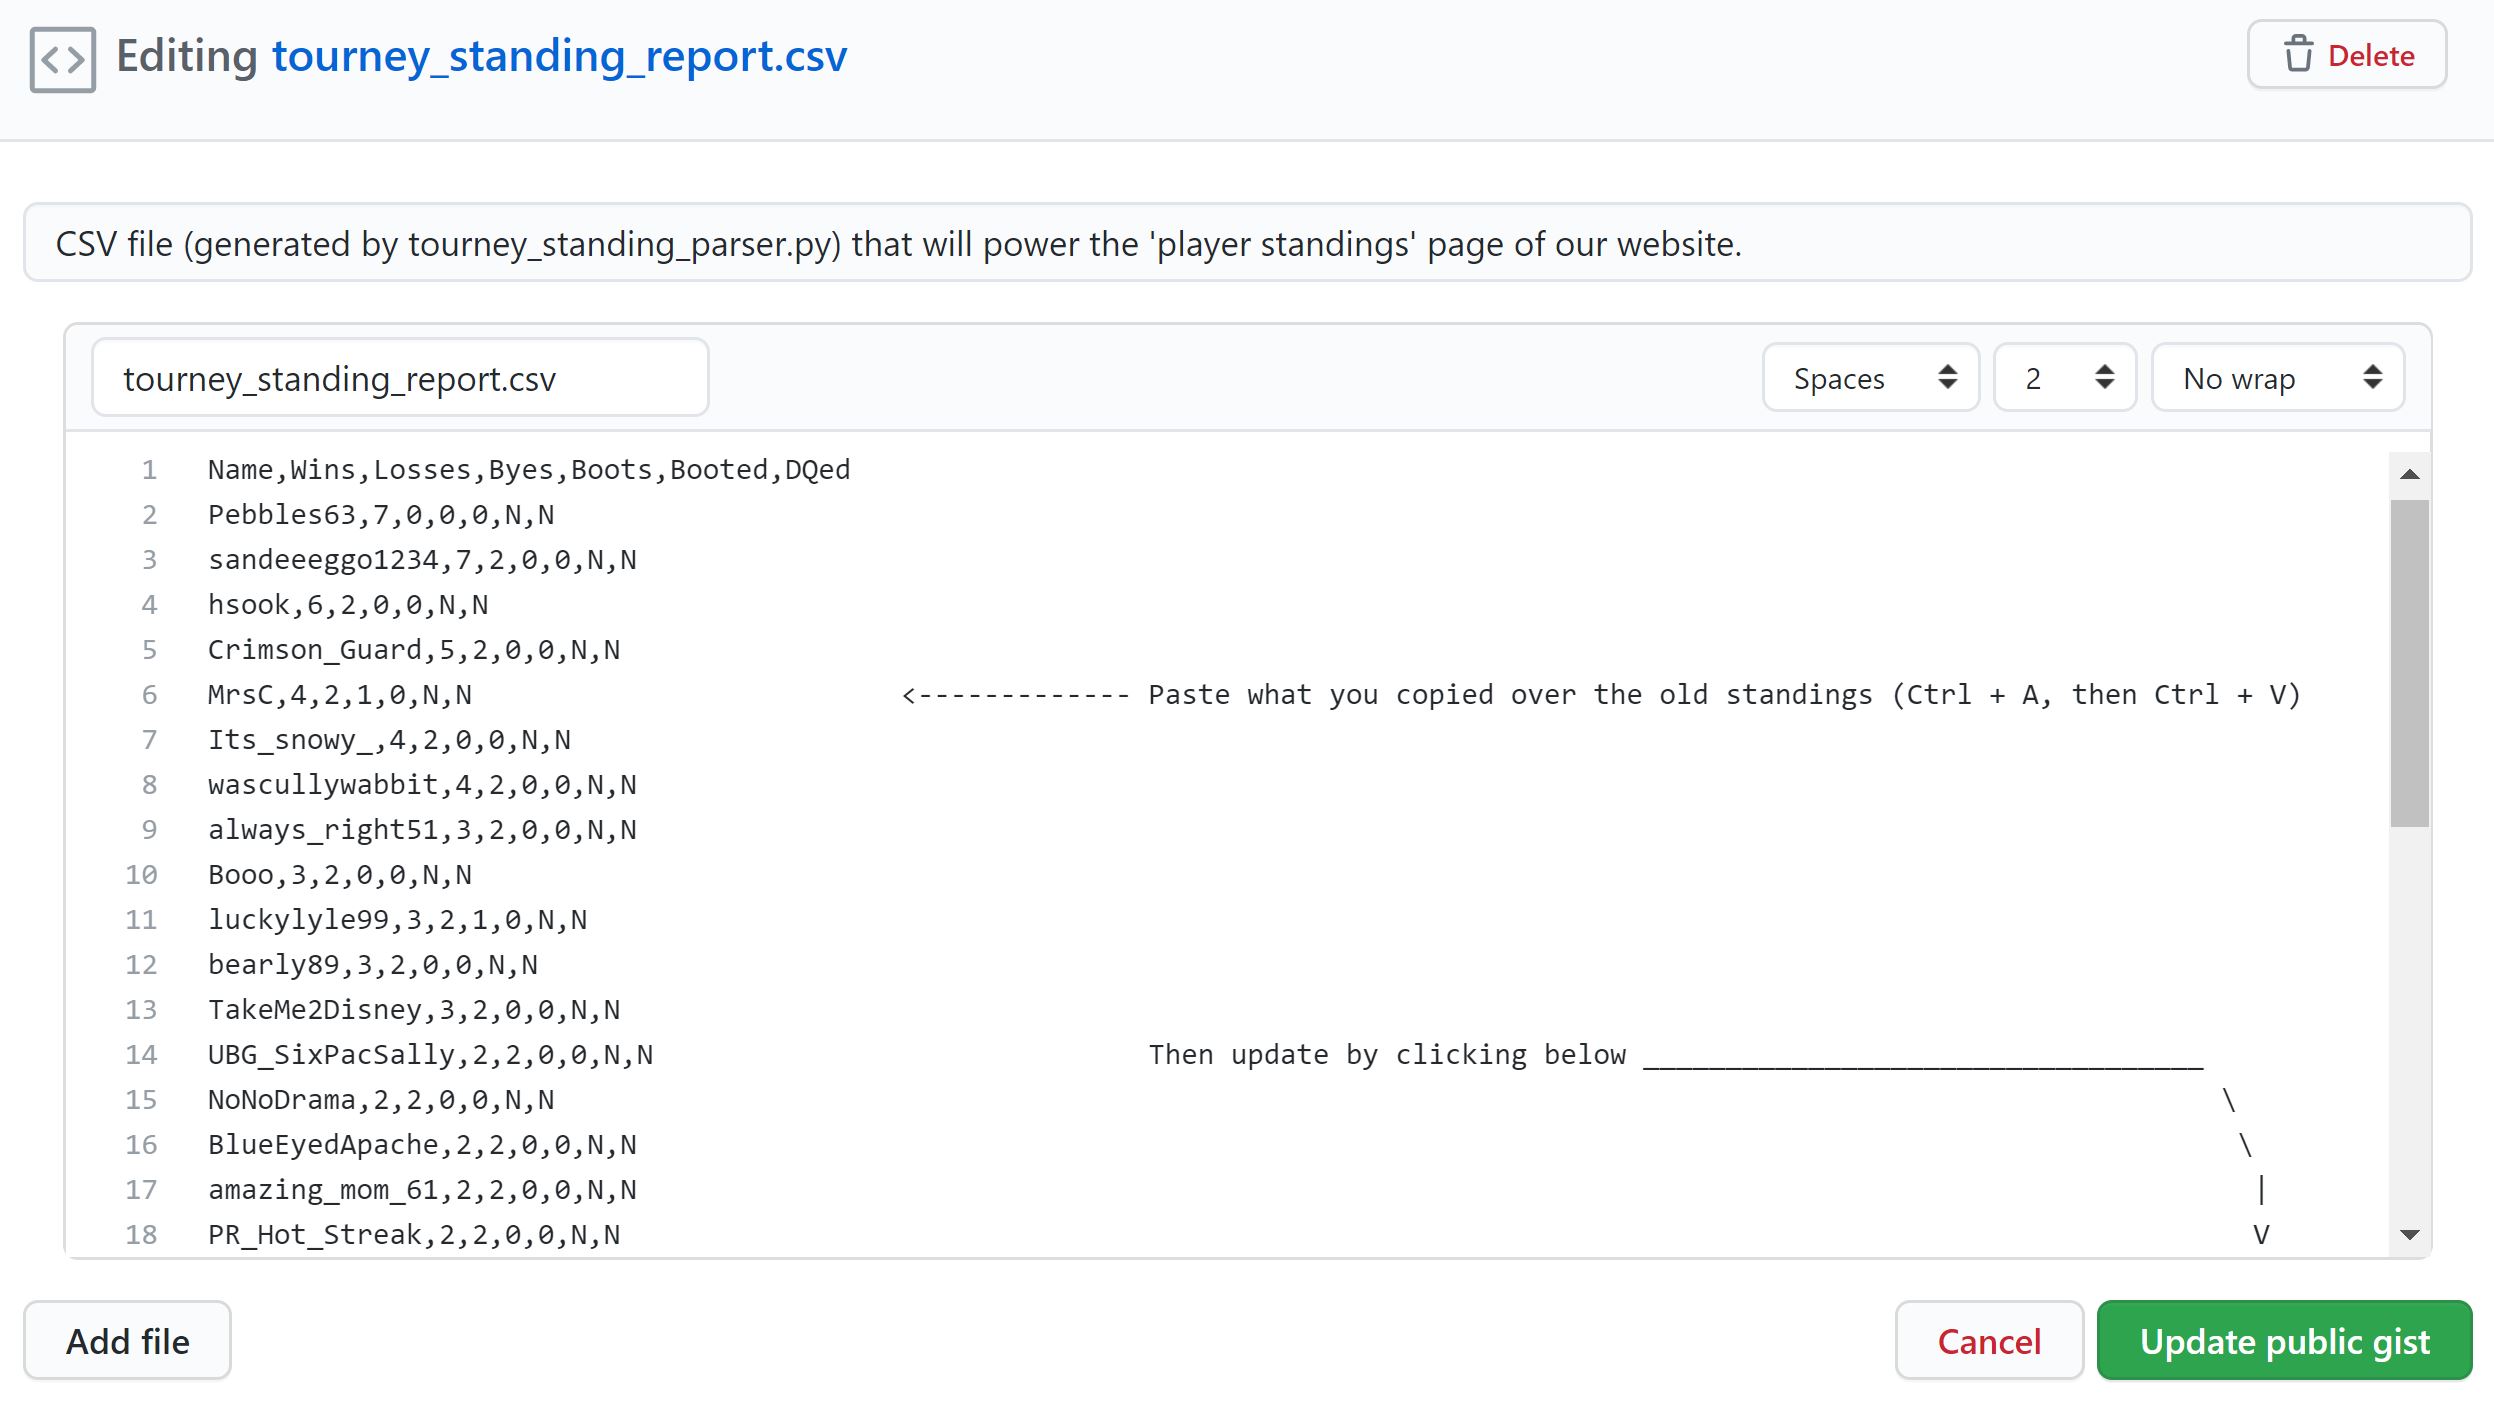 Editing tourney_standing_report.csv
Delete
CSV file (generated by tourney_standing_parser.py) that will power the 'player standings' page of our website.
tourney_standing_report.csv
Spaces
2
No wrap
1 Name,Wins,Losses,Byes,Boots,Booted,DQed
2 Pebbles63,7,0,0,0,N,N
3 sandeeeggo1234,7,2,0,0,N,N
4 hsook,6,2,0,0,N,N
5 Crimson_Guard,5,2,0,0,N,N
6 MrsC,4,2,1,0,N,N <------------- Paste what you copied over the old standings (Ctrl + A, then Ctrl + V)
7 Its_snowy_,4,2,0,0,N,N
8 wascullywabbit,4,2,0,0,N,N
9 always_right51,3,2,0,0,N,N
10 Booo,3,2,0,0,N,N
11 luckylyle99,3,2,1,0,N,N
12 bearly89,3,2,0,0,N,N
13 TakeMe2Disney,3,2,0,0,N,N
14 UBG_SixPacSally,2,2,0,0,N,N Then update by clicking below __________________________________
15 NoNoDrama,2,2,0,0,N,N \
16 BlueEyedApache,2,2,0,0,N,N \
17 amazing_mom_61,2,2,0,0,N,N |
18 PR_Hot_Streak,2,2,0,0,N,N V
Add file
Cancel
Update public gist